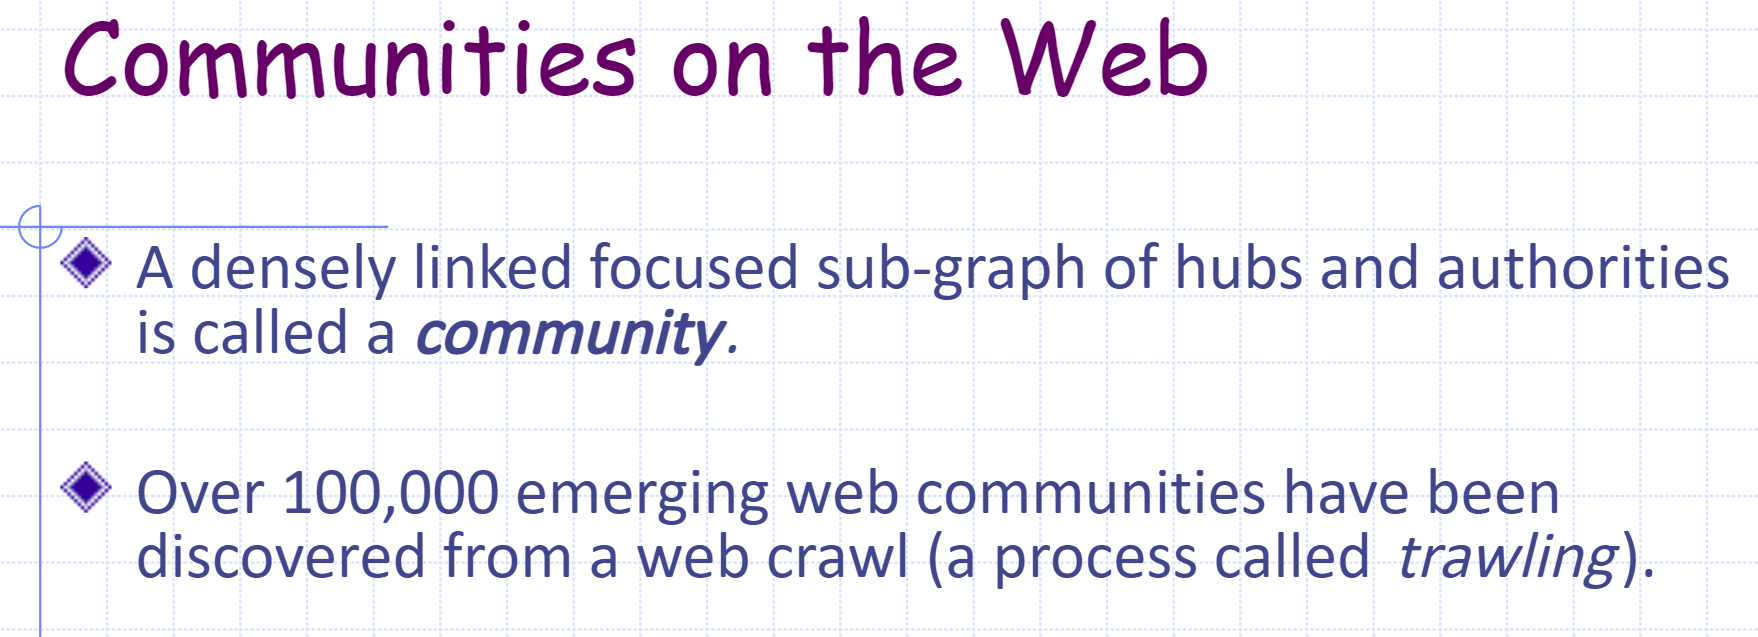 Communities on the Web
A densely linked focused sub-graph of hubs and authorities
is called a community.
Over 100,000 emerging web communities have been
discovered from a web crawl (a process called trawling).